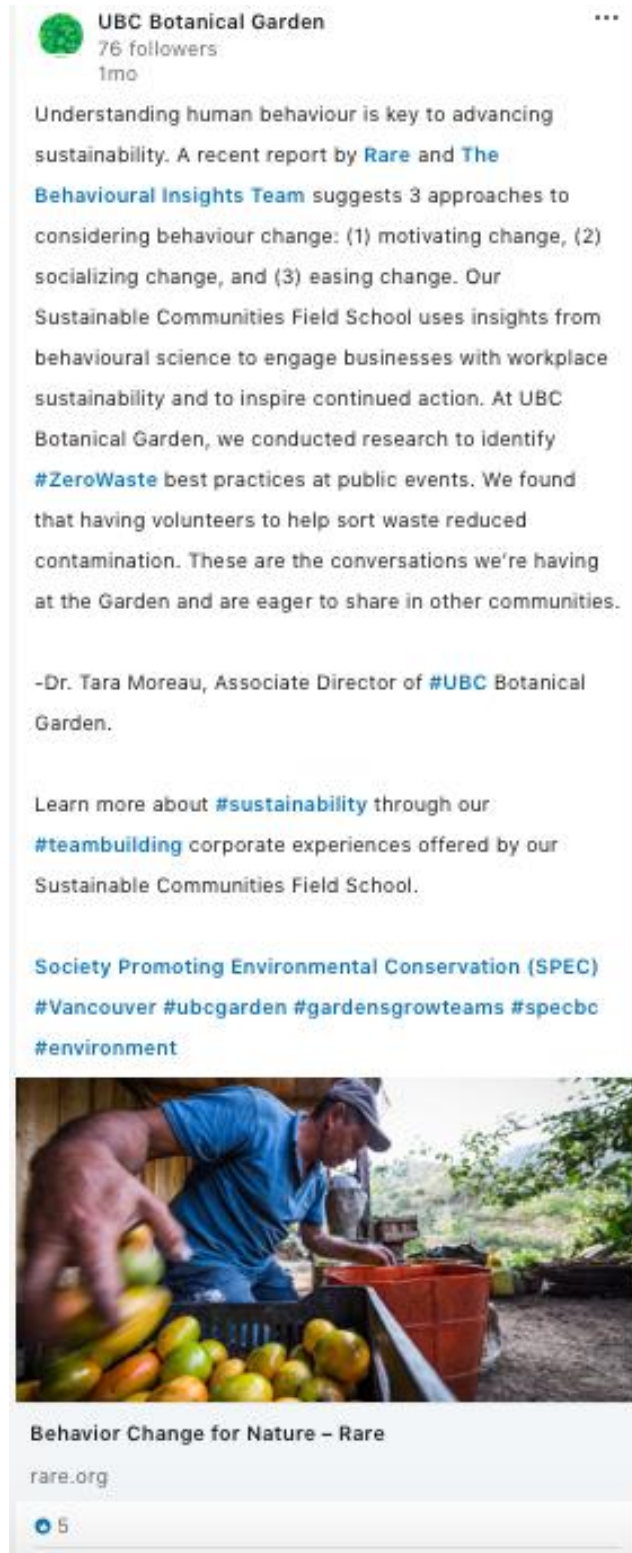 UBC Botanical Garden
76 followers
1mo
Understanding human behaviour is key to advancing
sustainability. A recent report by Rare and The
Behavioural Insights Team suggests 3 approaches to
considering behaviour change: (1) motivating change, (2)
socializing change, and (3) easing change. Our
Sustainable Communities Field School uses insights from
behavioural science to engage businesses with workplace
sustainability and to inspire continued action. At UBC
Botanical Garden, we conducted research to identify
#ZeroWaste best practices at public events. We found
that having volunteers to help sort waste reduced
contamination. These are the conversations we're having
at the Garden and are eager to share in other communities.
-Dr. Tara Moreau, Associate Director of #UBC Botanical
Garden.
Learn more about #sustainability through our
#teambuilding corporate experiences offered by our
Sustainable Communities Field School.
Society Promoting Environmental Conservation (SPEC)
#Vancouver #ubcgarden #gardensgrowteams #specbc
#environment
Behavior Change for Nature – Rare
rare.org
5